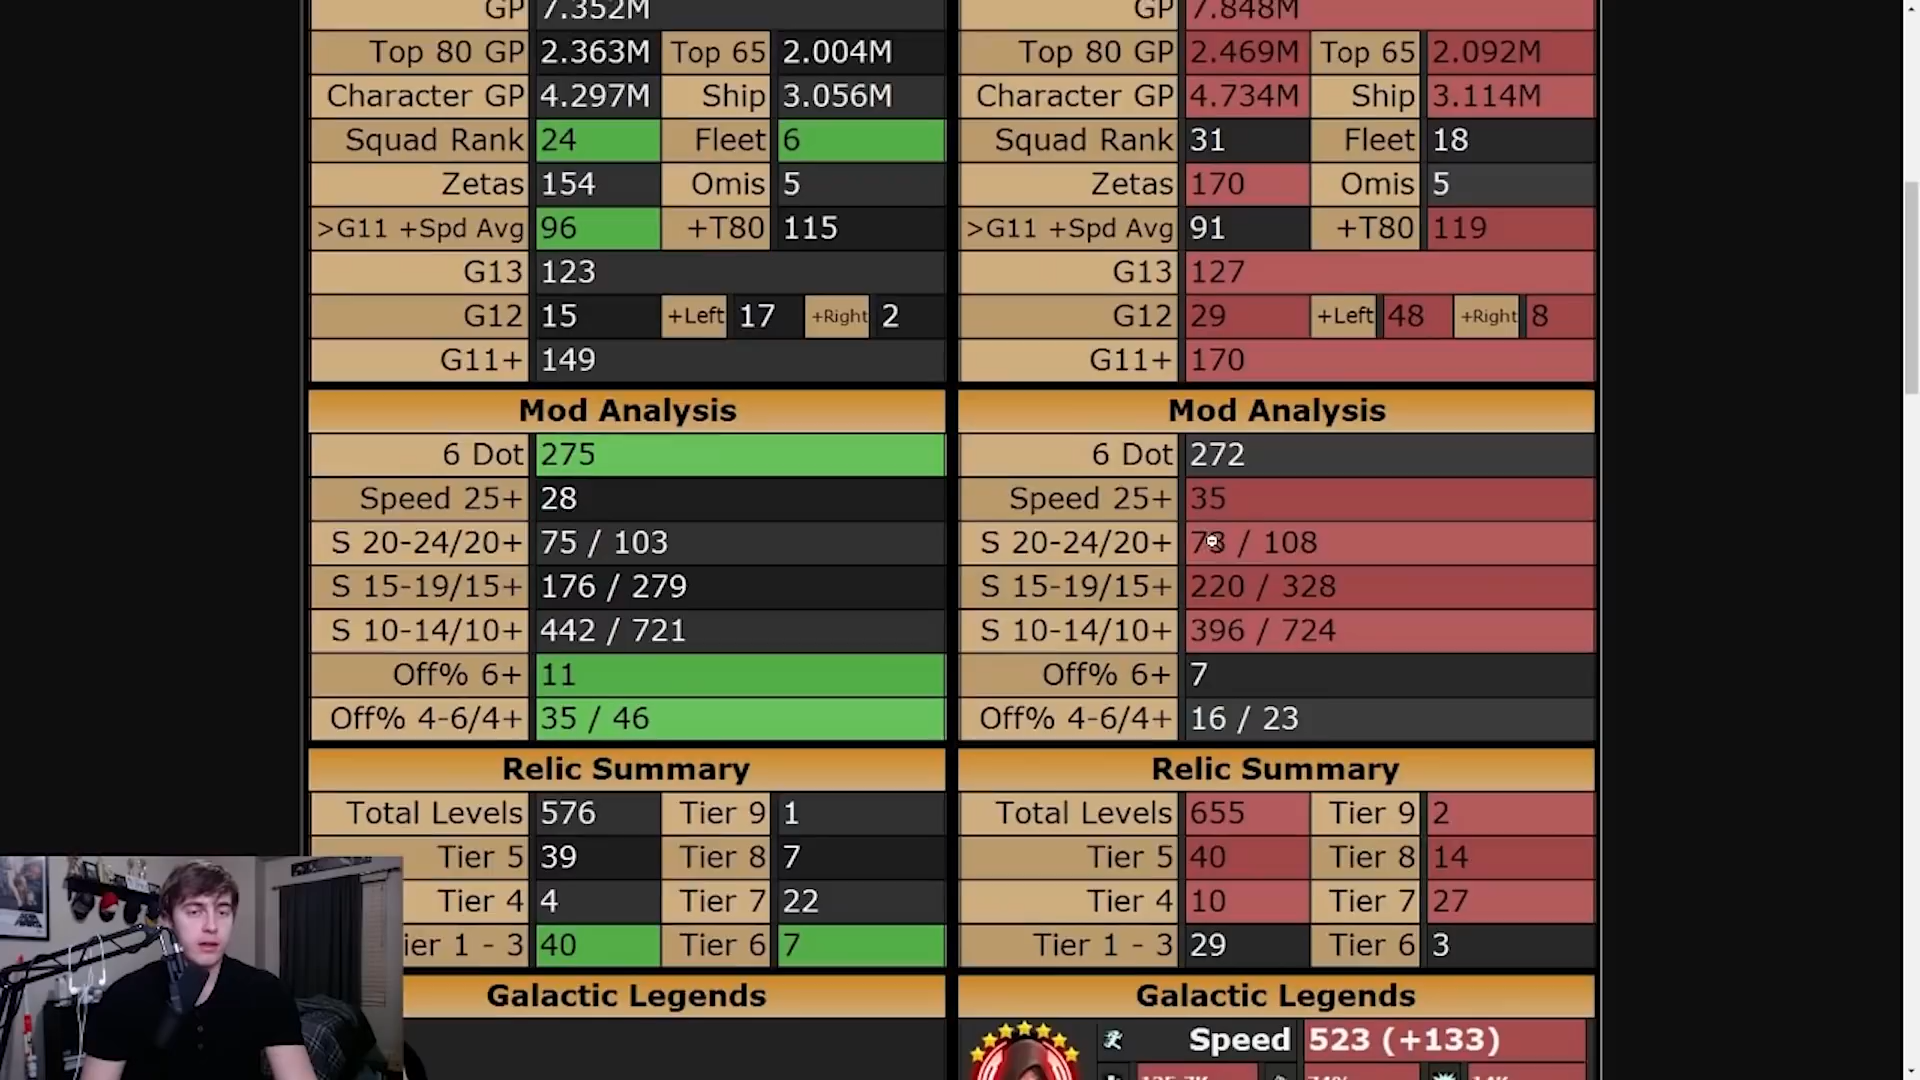 GP 7.352M
Top 80 GP 2.363M Top 65 2.004M
Character GP 4.297M Ship 3.056M
Squad Rank 24 Fleet 6
Zetas 154 Omis 5
>G11 +Spd Avg 96 +T80 115
G13 123
G12 15 +Left 17 +Right 2
G11+ 149
Mod Analysis
6 Dot 275
Speed 25+ 28
S 20-24/20+ 75 / 103
S 15-19/15+ 176 / 279
S 10-14/10+ 442 / 721
Off% 6+ 11
Off% 4-6/4+ 35 / 46
Relic Summary
Total Levels 576 Tier 9 1
Tier 5 39 Tier 8 7
Tier 4 4 Tier 7 22
ier 1 - 3 40 Tier 6 7
Galactic Legends
GP 7.848M
Top 80 GP 2.469M Top 65 2.092M
Character GP 4.734M Ship 3.114M
Squad Rank 31 Fleet 18
Zetas 170 Omis 5
>G11 +Spd Avg 91 +T80 119
G13 127
G12 29 +Left 48 +Right 8
G11+ 170
Mod Analysis
6 Dot 272
Speed 25+ 35
S 20-24/20+ 73 / 108
S 15-19/15+ 220 / 328
S 10-14/10+ 396 / 724
Off% 6+ 7
Off% 4-6/4+ 16 / 23
Relic Summary
Total Levels 655 Tier 9 2
Tier 5 40 Tier 8 14
Tier 4 10 Tier 7 27
Tier 1 - 3 29 Tier 6 3
Galactic Legends
Speed 523 (+133)